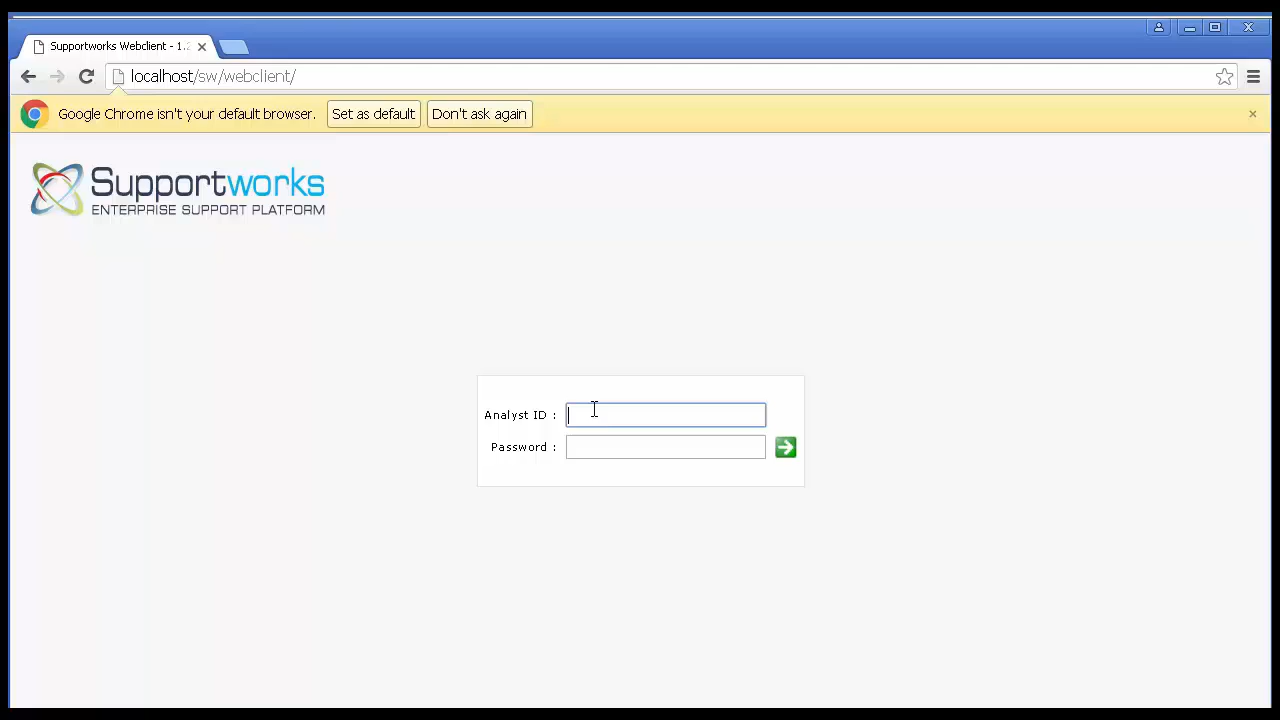 Supportworks Webclient - 1.
localhost/sw/webclient/
Google Chrome isn't your default browser. Set as default Don't ask again
Supportworks
ENTERPRISE SUPPORT PLATFORM
Analyst ID :
Password :